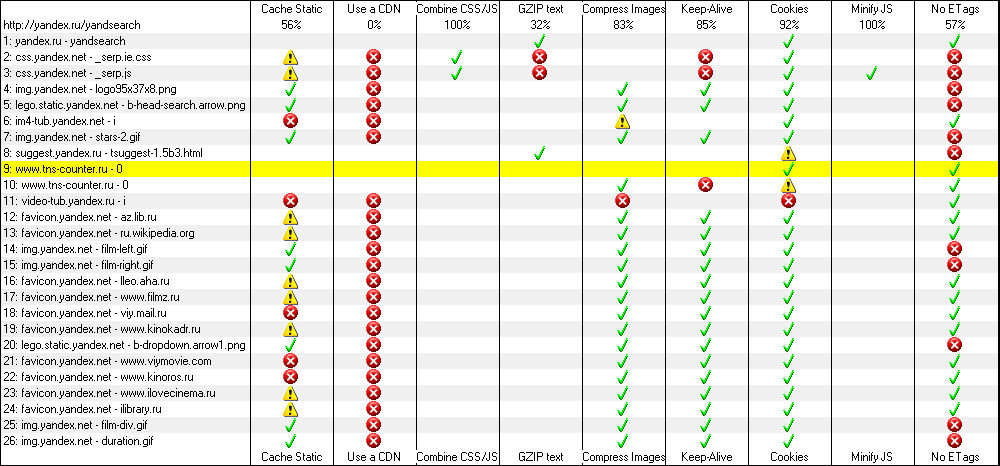 Cache Static Use a CDN Combine CSS/JS GZIP text Compress Images Keep-Alive Cookies Minify JS No ETags
http://yandex.ru/yandsearch 56% 0% 100% 32% 83% 85% 92% 100% 57%
1: yandex.ru - yandsearch
2: css.yandex.net - _serp.ie.css
3: css.yandex.net - _serp.js
4: img.yandex.net - logo95x37x8.png
5: lego.static.yandex.net - b-head-search.arrow.png
6: im4-tub.yandex.net - i
7: img.yandex.net - stars-2.gif
8: suggest.yandex.ru - tsuggest-1.5b3.html
9: www.tns-counter.ru - 0
10: www.tns-counter.ru - 0
11: video-tub.yandex.ru - i
12: favicon.yandex.net - az.lib.ru
13: favicon.yandex.net - ru.wikipedia.org
14: img.yandex.net - film-left.gif
15: img.yandex.net - film-right.gif
16: favicon.yandex.net - lleo.aha.ru
17: favicon.yandex.net - www.filmz.ru
18: favicon.yandex.net - viy.mail.ru
19: favicon.yandex.net - www.kinokadr.ru
20: lego.static.yandex.net - b-dropdown.arrow1.png
21: favicon.yandex.net - www.viymovie.com
22: favicon.yandex.net - www.kinoros.ru
23: favicon.yandex.net - www.ilovecinema.ru
24: favicon.yandex.net - ilibrary.ru
25: img.yandex.net - film-div.gif
26: img.yandex.net - duration.gif
Cache Static Use a CDN Combine CSS/JS GZIP text Compress Images Keep-Alive Cookies Minify JS No ETags